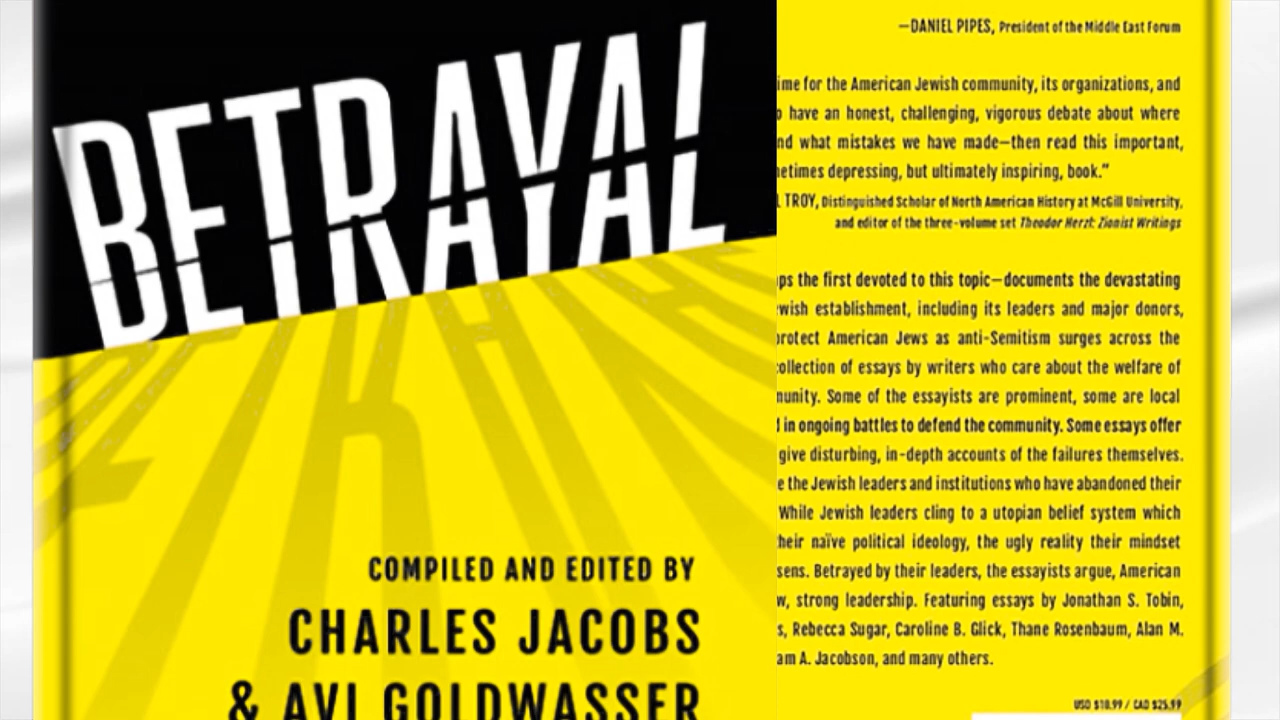 BETRAYAL
COMPILED AND EDITED BY
CHARLES JACOBS
& AVI GOLDWASSER
—DANIEL PIPES, President of the Middle East Forum
ime for the American Jewish community, its organizations, and
o have an honest, challenging, vigorous debate about where
nd what mistakes we have made—then read this important,
etimes depressing, but ultimately inspiring, book.”
L TROY, Distinguished Scholar of North American History at McGill University,
and editor of the three-volume set Theodor Herzl: Zionist Writings
ps the first devoted to this topic—documents the devastating
wish establishment, including its leaders and major donors,
rotect American Jews as anti-Semitism surges across the
ollection of essays by writers who care about the welfare of
nunity. Some of the essayists are prominent, some are local
d in ongoing battles to defend the community. Some essays offer
give disturbing, in-depth accounts of the failures themselves.
e the Jewish leaders and institutions who have abandoned their
While Jewish leaders cling to a utopian belief system which
heir naïve political ideology, the ugly reality their mindset
sens. Betrayed by their leaders, the essayists argue, American
w, strong leadership. Featuring essays by Jonathan S. Tobin,
s, Rebecca Sugar, Caroline B. Glick, Thane Rosenbaum, Alan M.
am A. Jacobson, and many others.
USD $18.99 / CAD $25.99